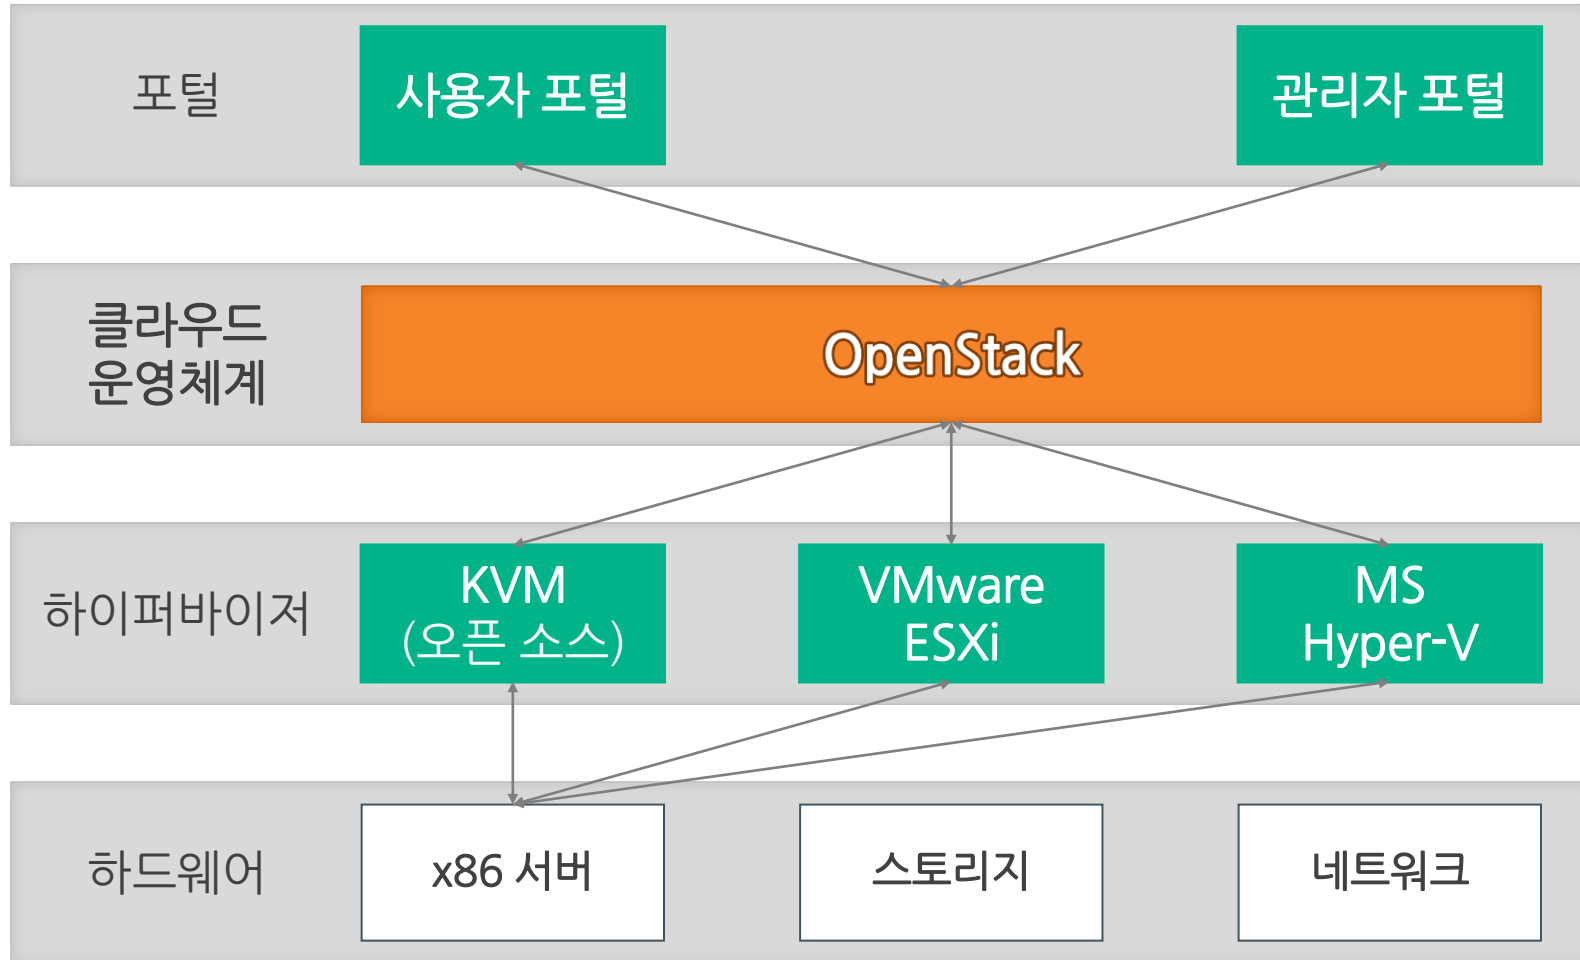 포털
사용자 포털
관리자 포털
클라우드
운영체계
OpenStack
하이퍼바이저
KVM
(오픈 소스)
VMware
ESXi
MS
Hyper-V
하드웨어
x86 서버
스토리지
네트워크